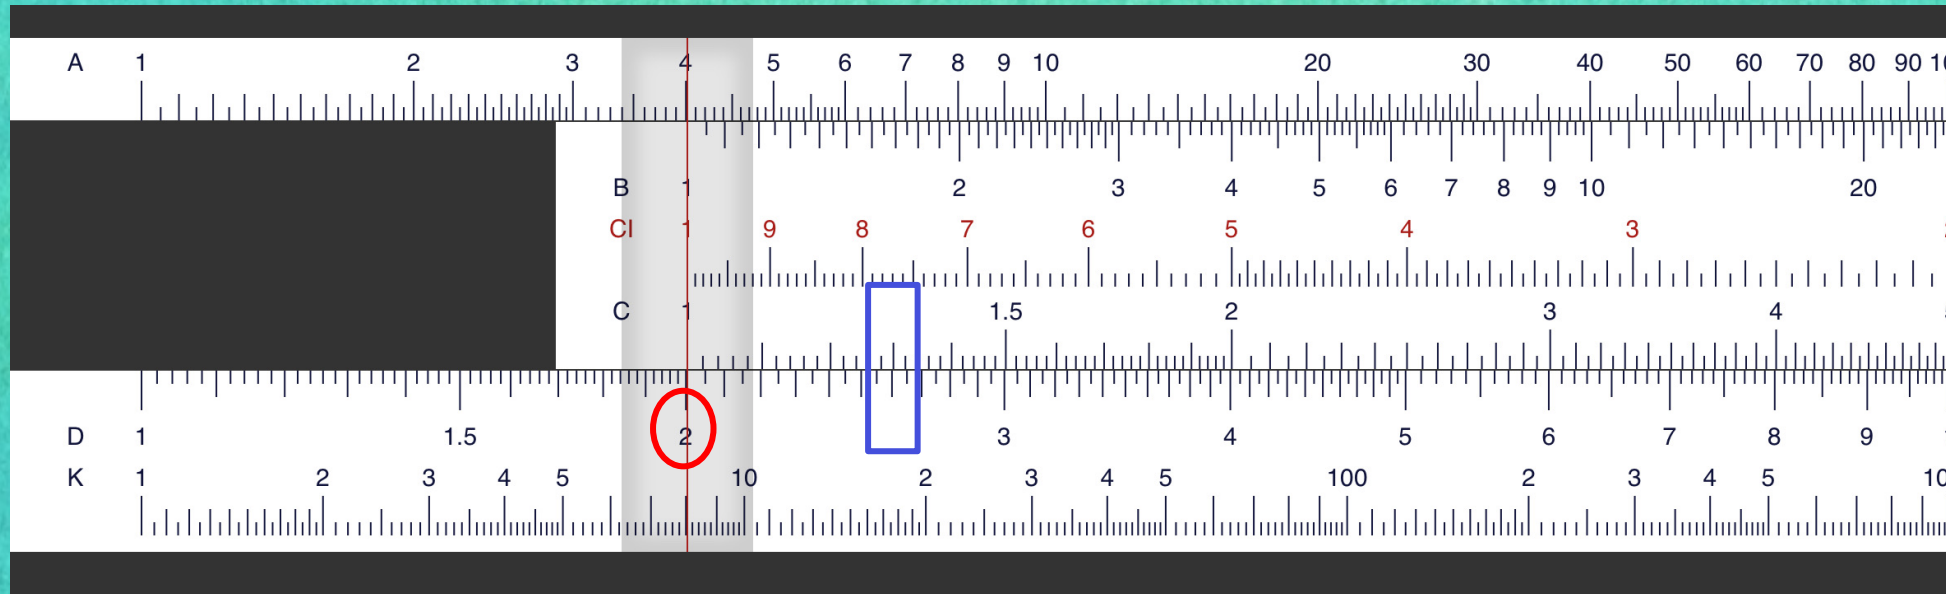 A 1 2 3 4 5 6 7 8 9 10 20 30 40 50 60 70 80 90
B 1 2 3 4 5 6 7 8 9 10 20
CI 1 9 8 7 6 5 4 3
C 1 1.5 2 3 4
D 1 1.5 2 3 4 5 6 7 8 9
K 1 2 3 4 5 10 2 3 4 5 100 2 3 4 5 10